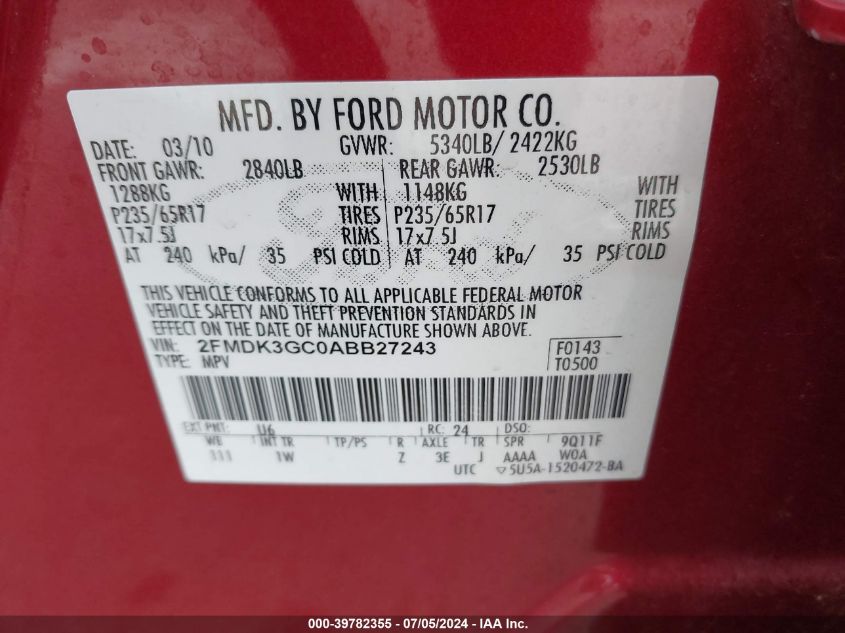 MFD. BY FORD MOTOR CO.
DATE: 03/10 GVWR: 5340LB/ 2422KG
FRONT GAWR: 2840LB REAR GAWR: 2530LB
1288KG WITH 1148KG WITH
P235/65R17 TIRES P235/65R17 TIRES
17x7.5J RIMS 17x7.5J RIMS
AT 240 kPa/ 35 PSI COLD AT 240 kPa/ 35 PSI COLD
THIS VEHICLE CONFORMS TO ALL APPLICABLE FEDERAL MOTOR
VEHICLE SAFETY AND THEFT PREVENTION STANDARDS IN
EFFECT ON THE DATE OF MANUFACTURE SHOWN ABOVE.
VIN: 2FMDK3GC0ABB27243 F0143
TYPE: MPV T0500
EXT PNT: U6 RC: 24 DSO:
WB INT TR TP/PS R AXLE TR SPR 9Q11F
111 1W Z 3E J AAAA W0A
UTC ▽5U5A-1520472-BA
000-39782355 - 07/05/2024 - IAA Inc.